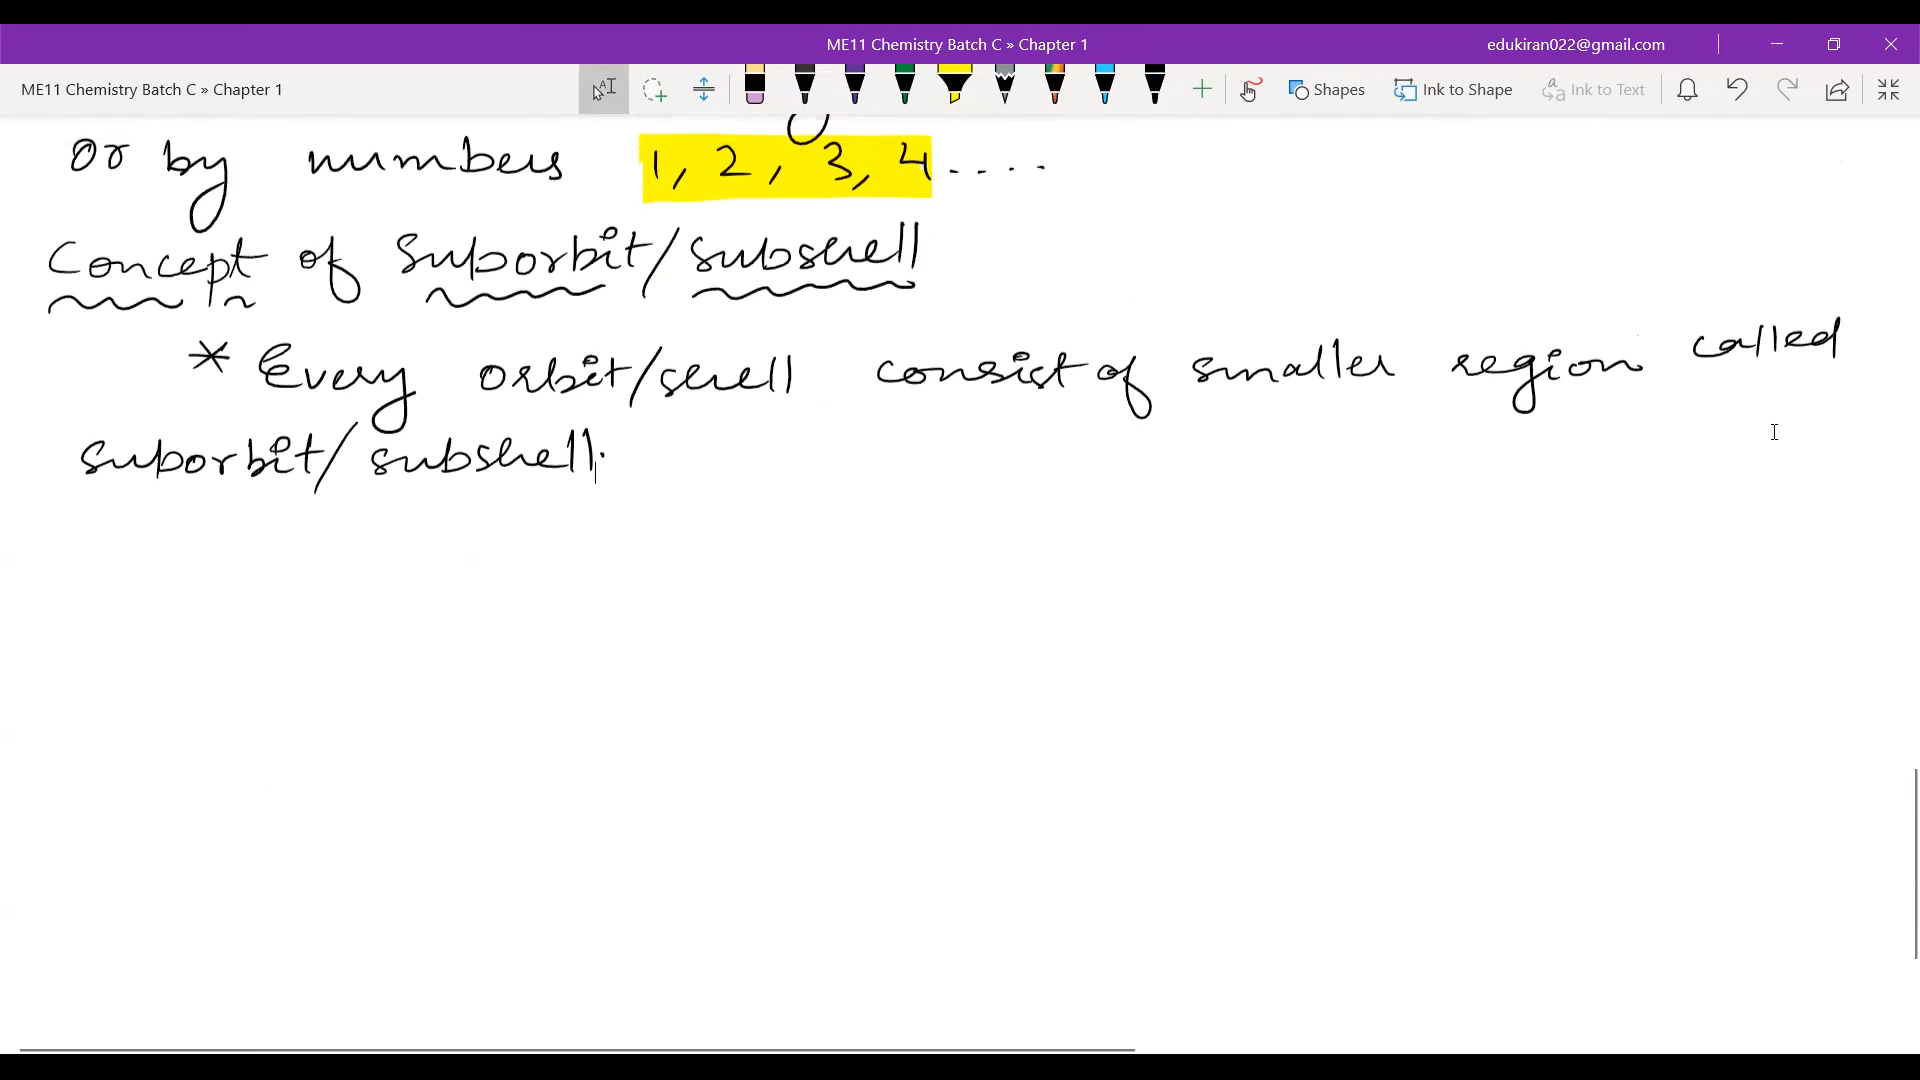 ME11 Chemistry Batch C » Chapter 1
edukiran022@gmail.com
ME11 Chemistry Batch C » Chapter 1
Shapes
Ink to Shape
Ink to Text
Or by numbers 1, 2, 3, 4 ....
Concept of Suborbit/subshell
* Every orbit/shell consist of smaller region called
suborbit/subshell.